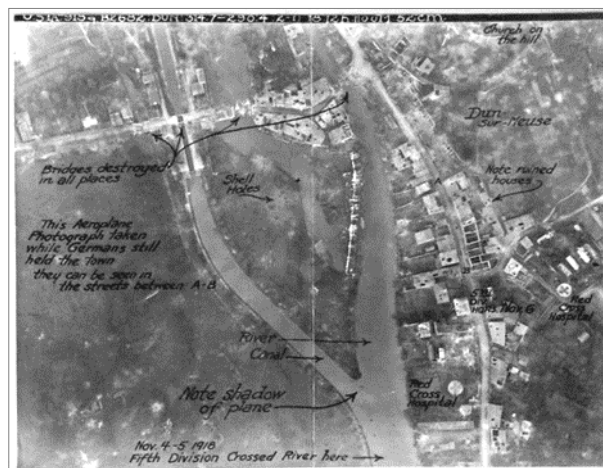 Church on
the hill
Dun
sur-Meuse
Bridges destroyed
in all places
Shell
Holes
Note ruined
houses
This Aeroplane
Photograph taken
while Germans still
held the town
they can be seen in
the streets between A-B
A
Red
Cross
Hospital
River
Canal
Note shadow
of plane
Red
Cross
Hospital
Nov. 4-5 1918
Fifth Division Crossed River here